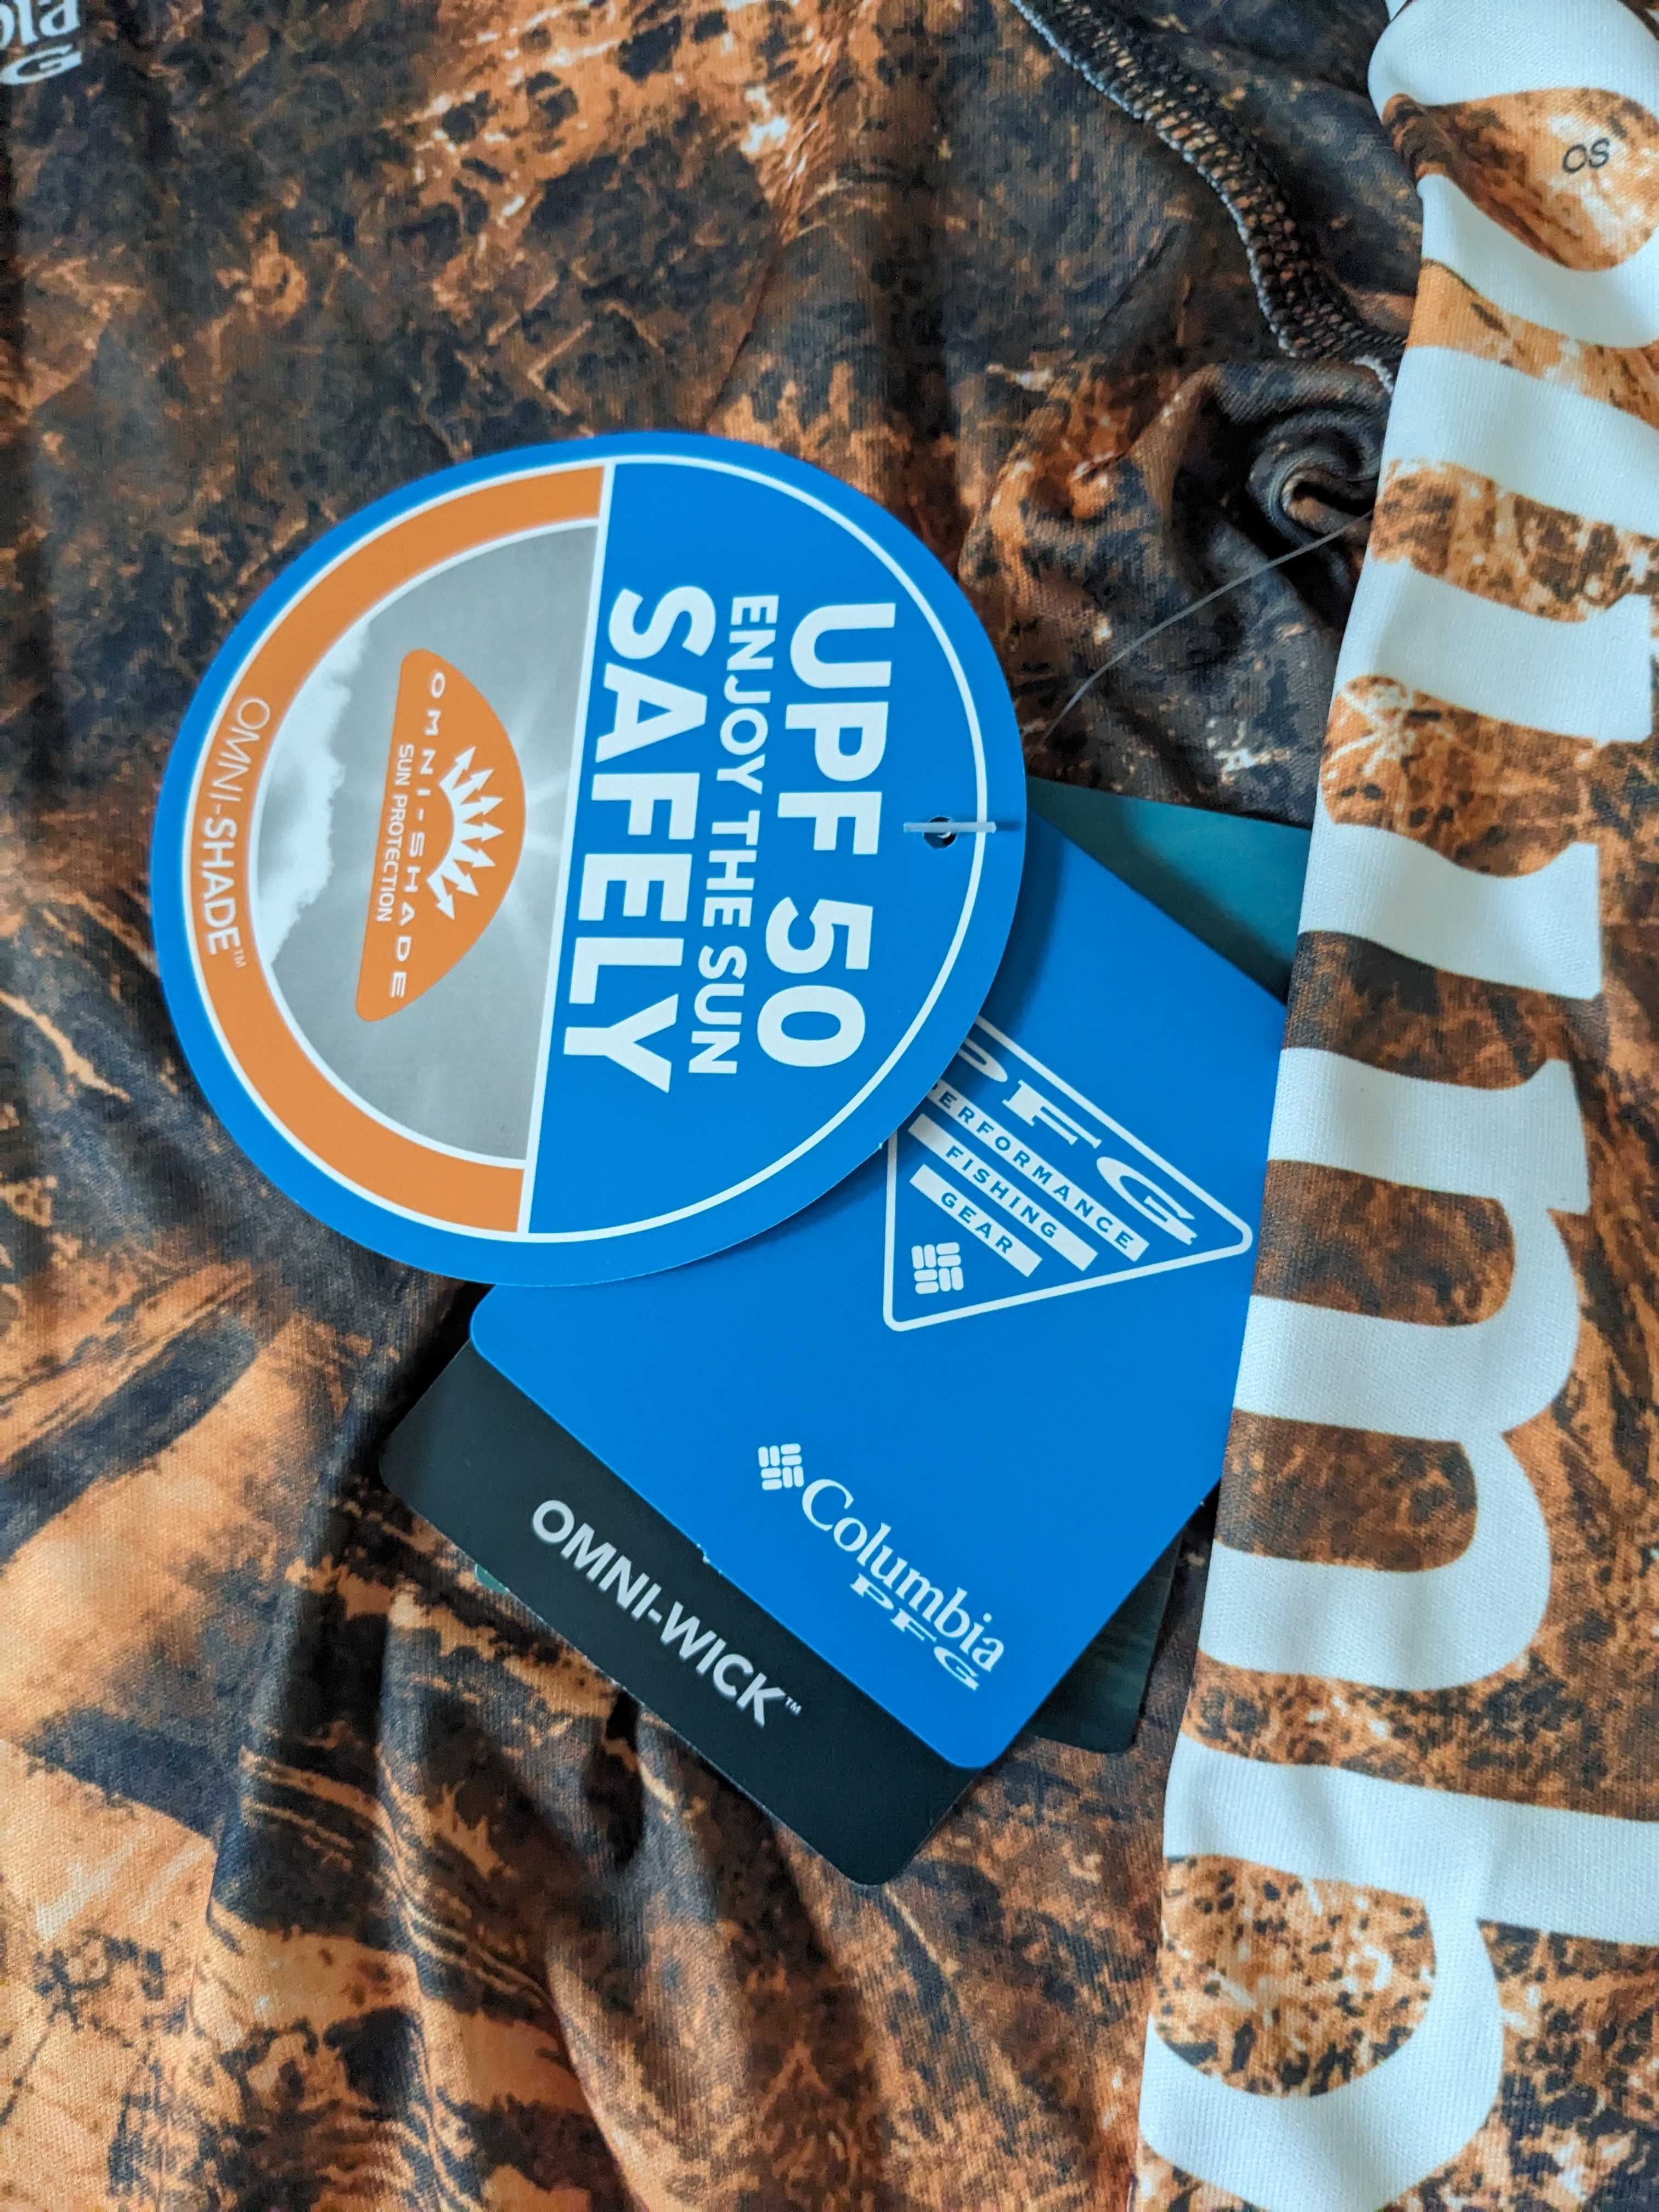 UPF 50
ENJOY THE SUN
SAFELY
OMNI-SHADE
SUN PROTECTION
OMNI-SHADE™
PFG
PERFORMANCE
FISHING
GEAR
Columbia
PFG
OMNI-WICK™
OS